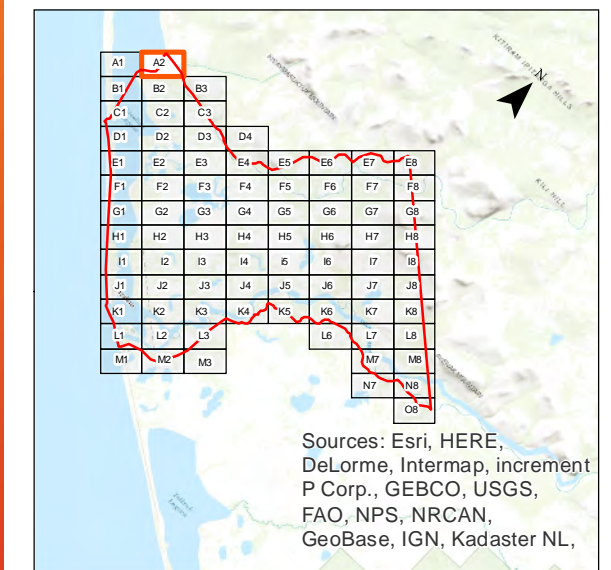 KITIRAM IPTENGA HILLS
N
A1 A2
B1 B2 B3
C1 C2 C3
D1 D2 D3 D4
E1 E2 E3 E4 E5 E6 E7 E8
F1 F2 F3 F4 F5 F6 F7 F8
KILL HILL
G1 G2 G3 G4 G5 G6 G7 G8
H1 H2 H3 H4 H5 H6 H7 H8
I1 I2 I3 I4 I5 I6 I7 I8
J1 J2 J3 J4 J5 J6 J7 J8
K1 K2 K3 K4 K5 K6 K7 K8
L1 L2 L3 L6 L7 L8
M1 M2 M3 M7 M8
N7 N8
O8
Sources: Esri, HERE,
DeLorme, Intermap, increment
P Corp., GEBCO, USGS,
FAO, NPS, NRCAN,
GeoBase, IGN, Kadaster NL,